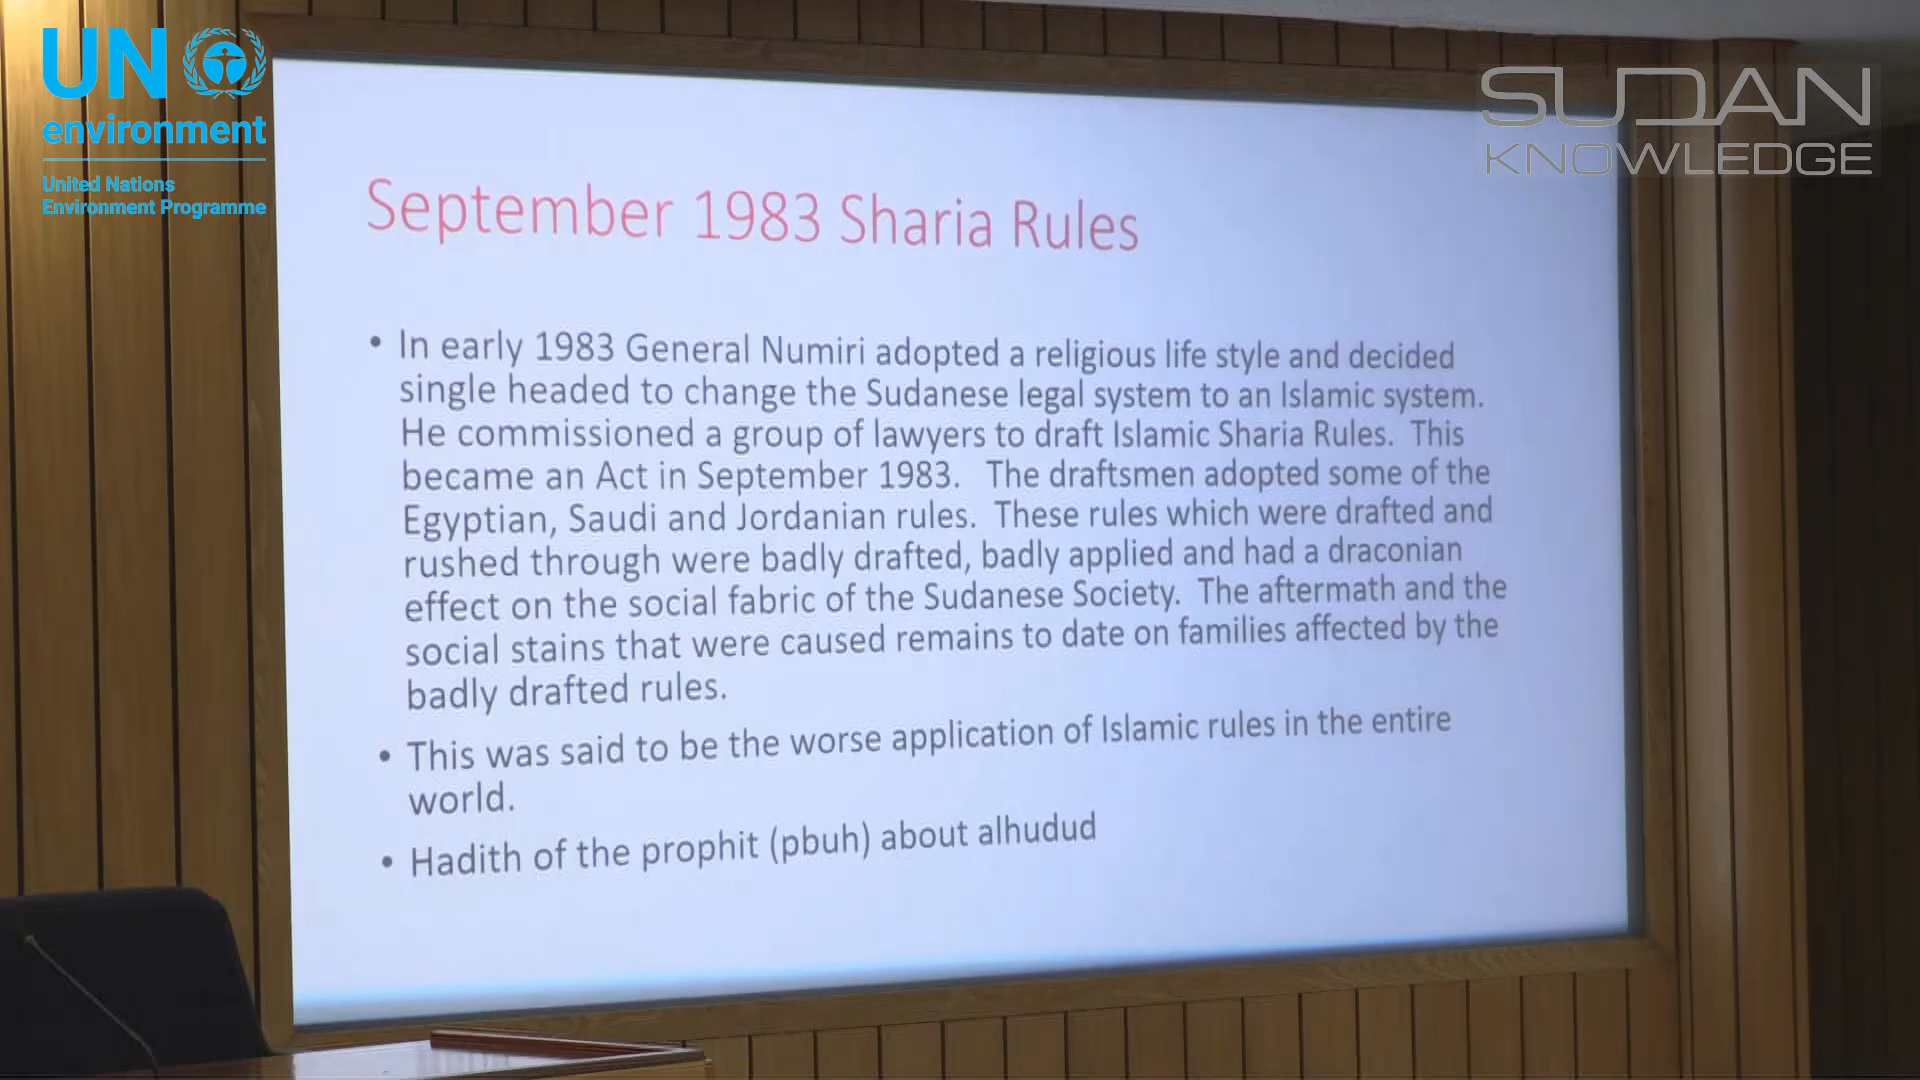 UN
environment
United Nations
Environment Programme
SUDAN
KNOWLEDGE
September 1983 Sharia Rules
• In early 1983 General Numiri adopted a religious life style and decided
single headed to change the Sudanese legal system to an Islamic system.
He commissioned a group of lawyers to draft Islamic Sharia Rules. This
became an Act in September 1983. The draftsmen adopted some of the
Egyptian, Saudi and Jordanian rules. These rules which were drafted and
rushed through were badly drafted, badly applied and had a draconian
effect on the social fabric of the Sudanese Society. The aftermath and the
social stains that were caused remains to date on families affected by the
badly drafted rules.
• This was said to be the worse application of Islamic rules in the entire
world.
• Hadith of the prophit (pbuh) about alhudud